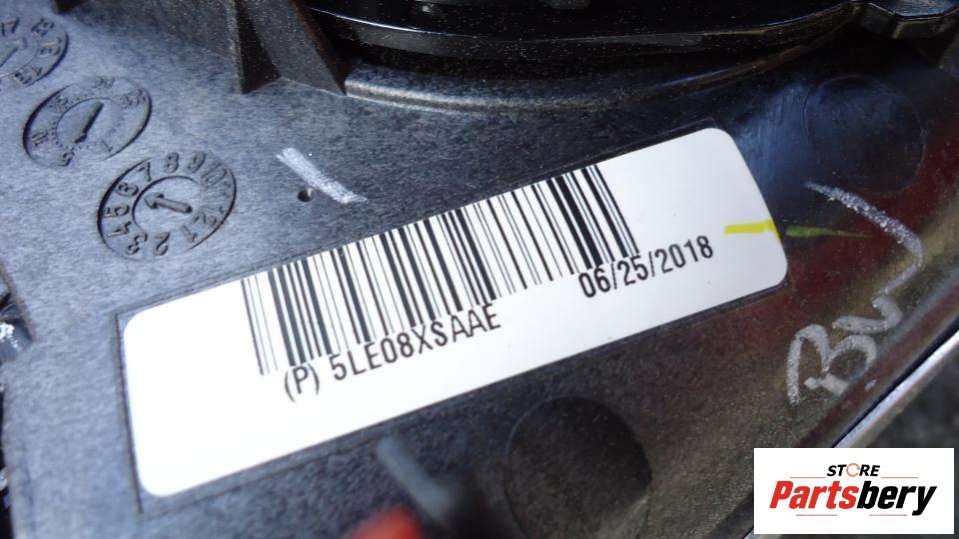 (P) 5LE08XSAAE
06/25/2018
STORE
Partsbery